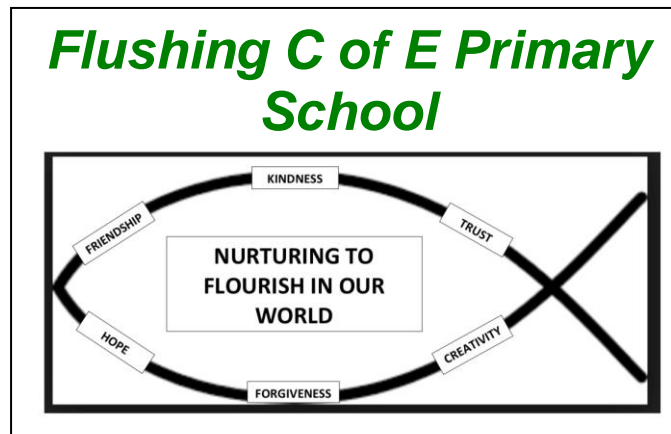 Flushing C of E Primary
School
KINDNESS
FRIENDSHIP
TRUST
NURTURING TO
FLOURISH IN OUR
WORLD
HOPE
CREATIVITY
FORGIVENESS